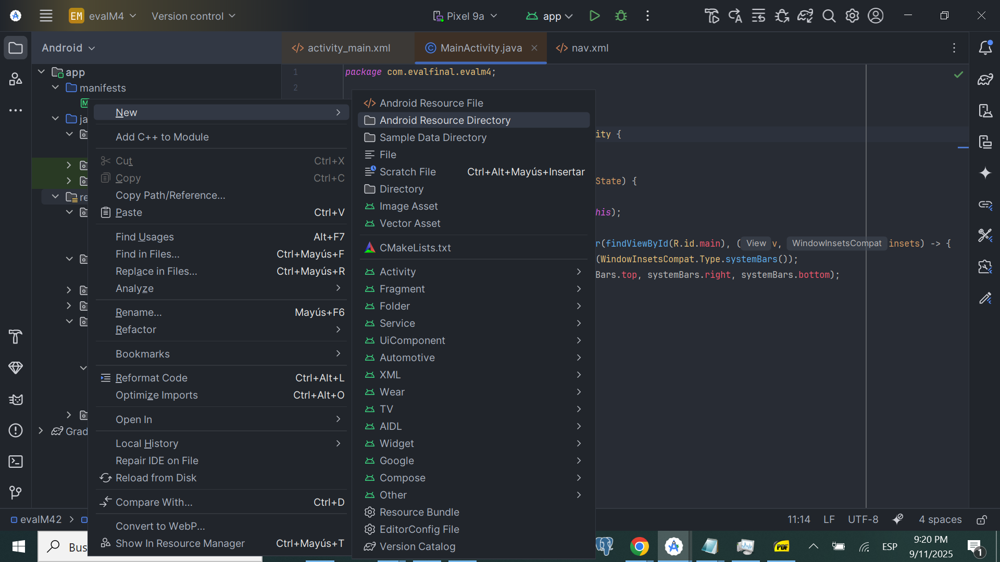 EM evalM4
Version control
Pixel 9a
app
Android
activity_main.xml
MainActivity.java
nav.xml
app
manifests
M
ja
re
Grad
1 package com.evalfinal.evalm4;
2
ity {
State) {
his);
r(findViewById(R.id.main), ( View v, WindowInsetsCompat insets) -> {
(WindowInsetsCompat.Type.systemBars());
Bars.top, systemBars.right, systemBars.bottom);
New
Add C++ to Module
Cut Ctrl+X
Copy Ctrl+C
Copy Path/Reference...
Paste Ctrl+V
Find Usages Alt+F7
Find in Files... Ctrl+Mayús+F
Replace in Files... Ctrl+Mayús+R
Analyze
Rename... Mayús+F6
Refactor
Bookmarks
Reformat Code Ctrl+Alt+L
Optimize Imports Ctrl+Alt+O
Open In
Local History
Repair IDE on File
Reload from Disk
Compare With... Ctrl+D
Convert to WebP...
Show In Resource Manager Ctrl+Mayús+T
Android Resource File
Android Resource Directory
Sample Data Directory
File
Scratch File Ctrl+Alt+Mayús+Insertar
Directory
Image Asset
Vector Asset
CMakeLists.txt
Activity
Fragment
Folder
Service
UiComponent
Automotive
XML
Wear
TV
AIDL
Widget
Google
Compose
Other
Resource Bundle
EditorConfig File
Version Catalog
evalM42
11:14 LF UTF-8 4 spaces
Bus
PDF
ESP
9:20 PM
9/11/2025
1